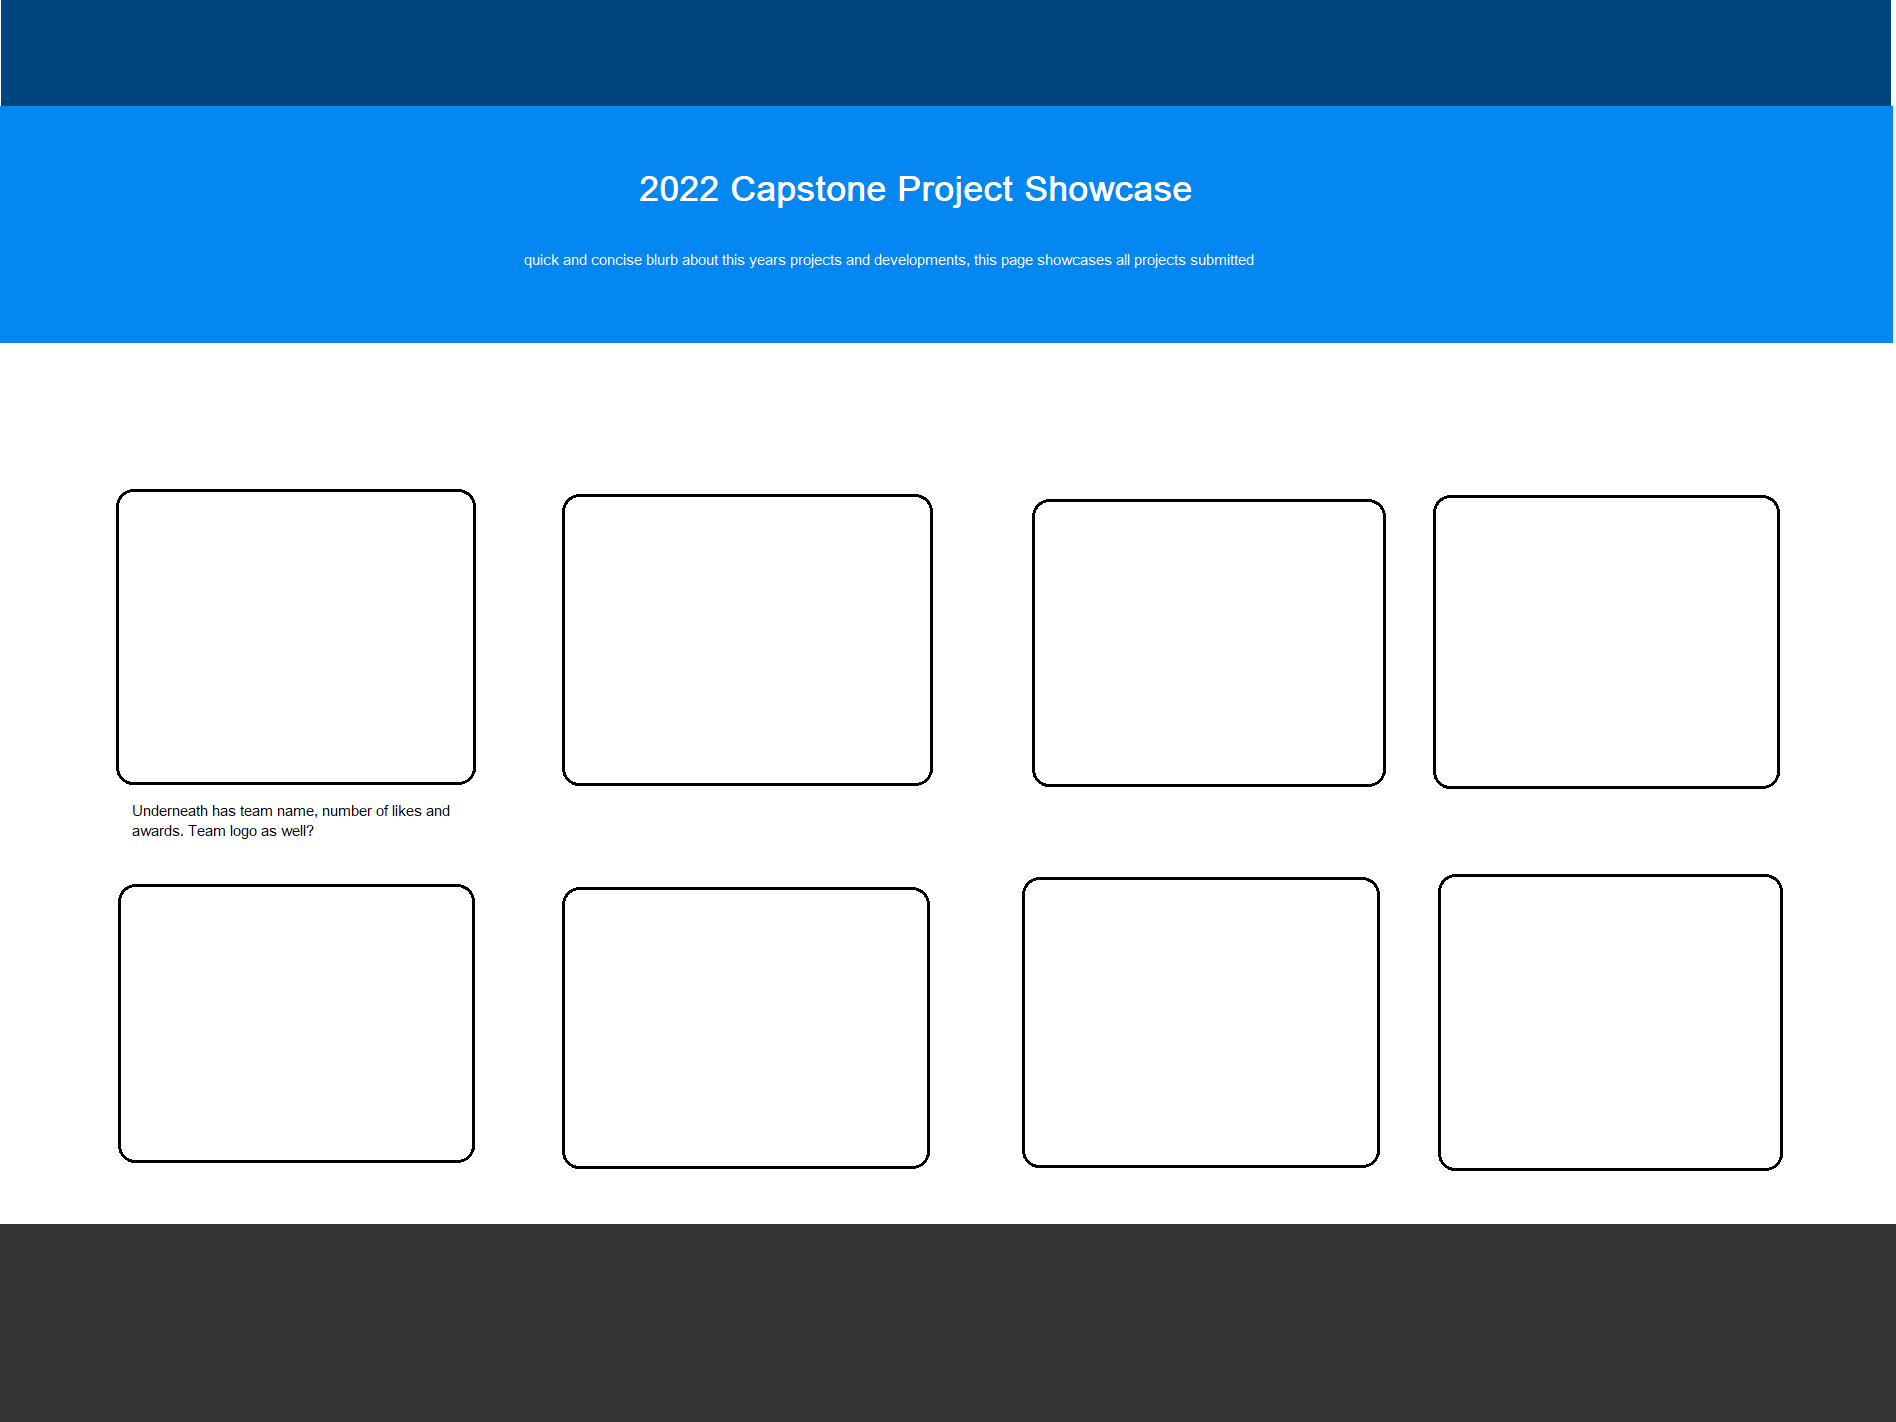 2022 Capstone Project Showcase
quick and concise blurb about this years projects and developments, this page showcases all projects submitted
Underneath has team name, number of likes and
awards. Team logo as well?